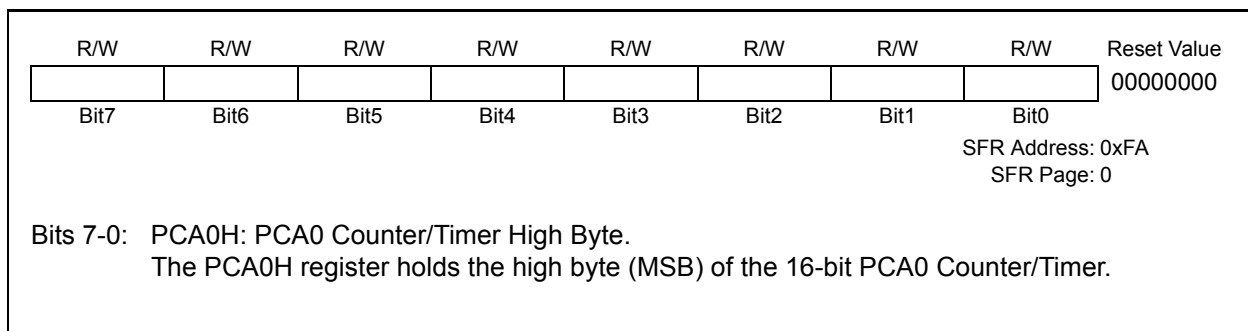 R/W R/W R/W R/W R/W R/W R/W R/W Reset Value
00000000
Bit7 Bit6 Bit5 Bit4 Bit3 Bit2 Bit1 Bit0
SFR Address: 0xFA
SFR Page: 0
Bits 7-0: PCA0H: PCA0 Counter/Timer High Byte.
The PCA0H register holds the high byte (MSB) of the 16-bit PCA0 Counter/Timer.